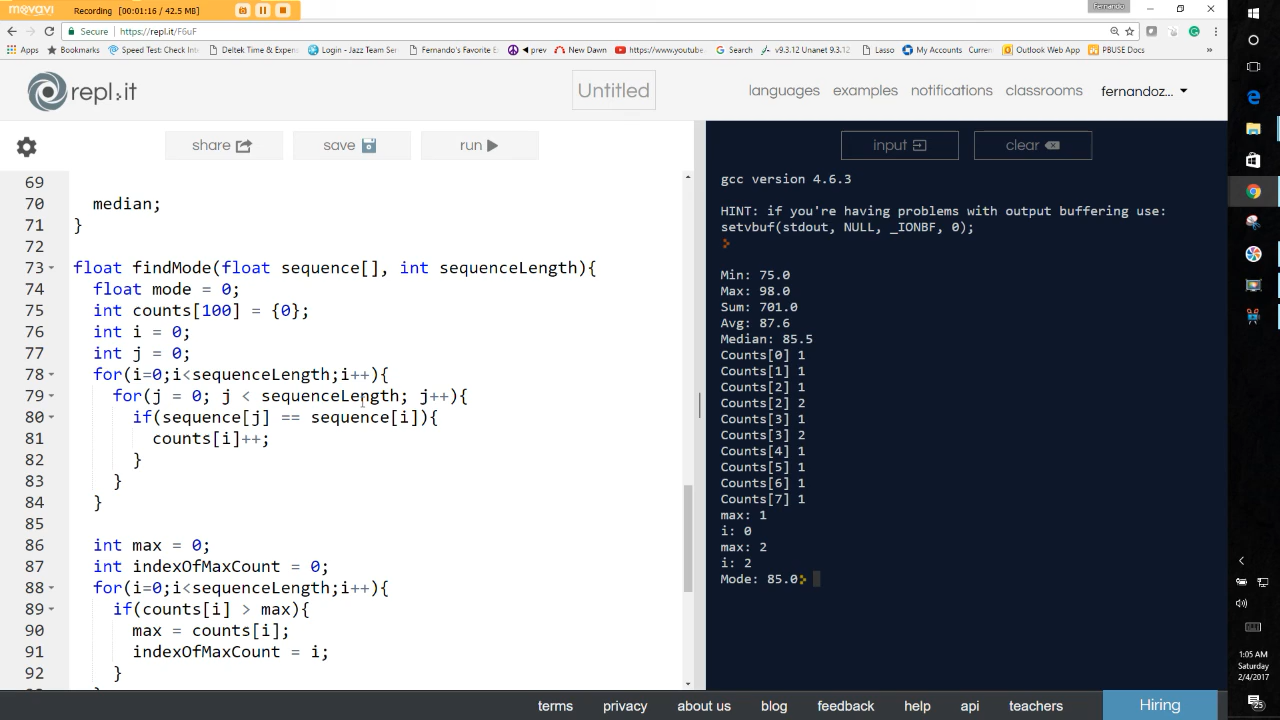 movavi
Recording (00:01:16 / 42.5 MB)
Fernando
Secure | https://repl.it/F6uF
Apps Bookmarks Speed Test: Check Inte Deltek Time & Expens Login - Jazz Team Ser Fernando's Favorite E ◄ prev New Dawn https://www.youtube Search v9.3.12 Unanet 9.3.12 Lasso My Accounts Curren Outlook Web App PBUSE Docs »
repl.it
Untitled
languages examples notifications classrooms fernandoz...
share save run
input clear
69
70 median;
71 }
72
73 float findMode(float sequence[], int sequenceLength){
74 float mode = 0;
75 int counts[100] = {0};
76 int i = 0;
77 int j = 0;
78 for(i=0;i<sequenceLength;i++){
79 for(j = 0; j < sequenceLength; j++){
80 if(sequence[j] == sequence[i]){
81 counts[i]++;
82 }
83 }
84 }
85
86 int max = 0;
87 int indexOfMaxCount = 0;
88 for(i=0;i<sequenceLength;i++){
89 if(counts[i] > max){
90 max = counts[i];
91 indexOfMaxCount = i;
92 }
gcc version 4.6.3
HINT: if you're having problems with output buffering use:
setvbuf(stdout, NULL, _IONBF, 0);
Min: 75.0
Max: 98.0
Sum: 701.0
Avg: 87.6
Median: 85.5
Counts[0] 1
Counts[1] 1
Counts[2] 1
Counts[2] 2
Counts[3] 1
Counts[3] 2
Counts[4] 1
Counts[5] 1
Counts[6] 1
Counts[7] 1
max: 1
i: 0
max: 2
i: 2
Mode: 85.0
terms privacy about us blog feedback help api teachers Hiring
1:05 AM
Saturday
2/4/2017
25